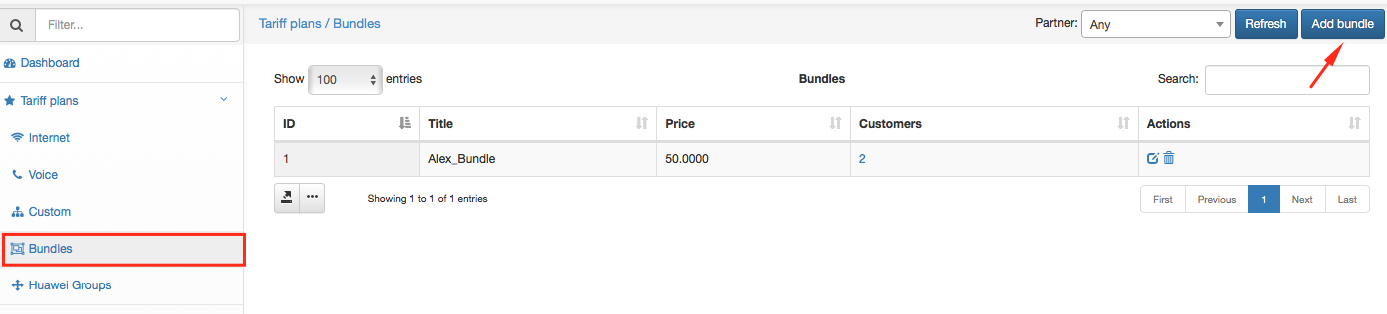 Filter...
Tariff plans / Bundles
Partner: Any Refresh Add bundle
Dashboard
Tariff plans
Internet
Voice
Custom
Bundles
Huawei Groups
Show 100 entries Bundles Search:
ID Title Price Customers Actions
1 Alex_Bundle 50.0000 2
Showing 1 to 1 of 1 entries
First Previous 1 Next Last